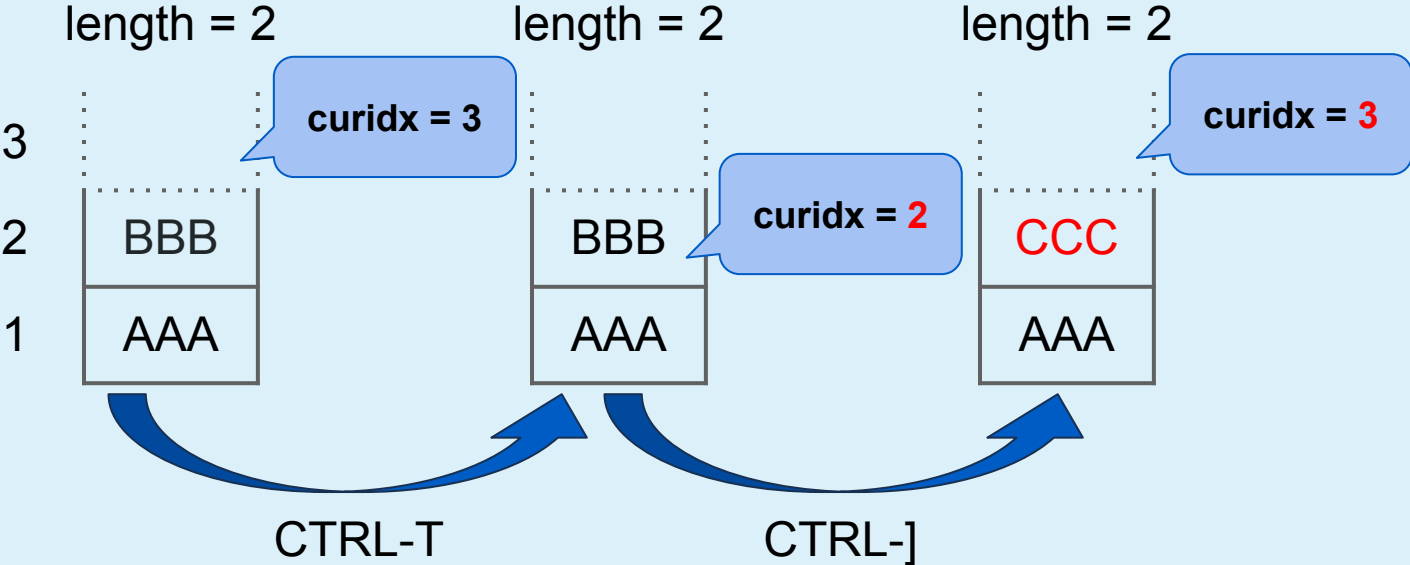 length = 2
length = 2
length = 2
curidx = 3
curidx = 3
3
curidx = 2
2
BBB
BBB
CCC
1
AAA
AAA
AAA
CTRL-T
CTRL-]